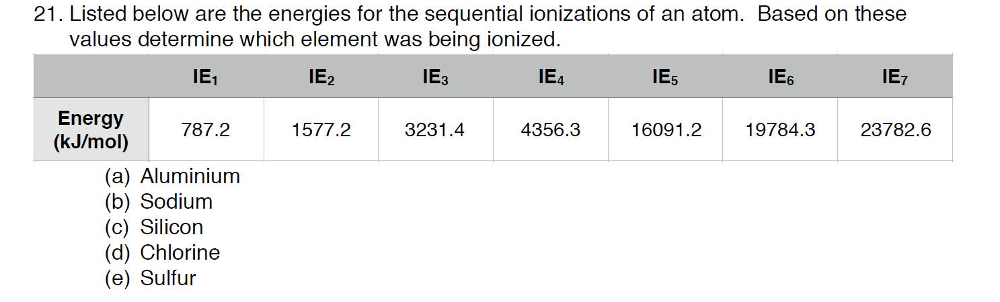 21. Listed below are the energies for the sequential ionizations of an atom.  Based on these
values determine which element was being ionized.
IE₁ IE₂ IE₃ IE₄ IE₅ IE₆ IE₇
Energy
(kJ/mol) 787.2 1577.2 3231.4 4356.3 16091.2 19784.3 23782.6
(a) Aluminium
(b) Sodium
(c) Silicon
(d) Chlorine
(e) Sulfur